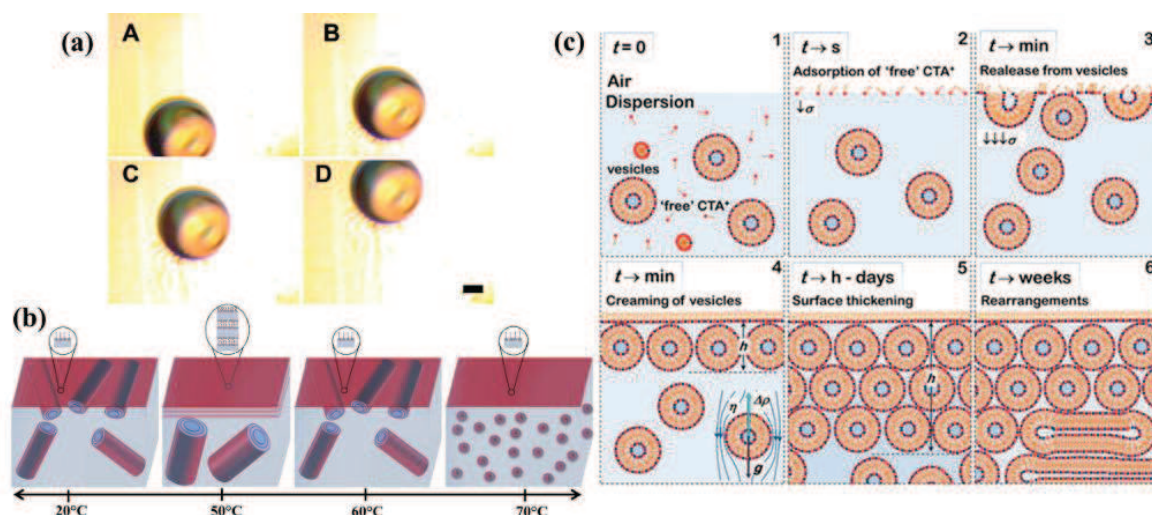 (a)
A
B
C
D
(b)
20°C
50°C
60°C
70°C
(c)
t = 0
1
Air
Dispersion
vesicles
'free' CTA+
t → s
2
Adsorption of 'free' CTA+
↓σ
t → min
3
Realease from vesicles
↓↓↓σ
t → min
4
Creaming of vesicles
h
η
Δρ
g
t → h - days
5
Surface thickening
h
t → weeks
6
Rearrangements